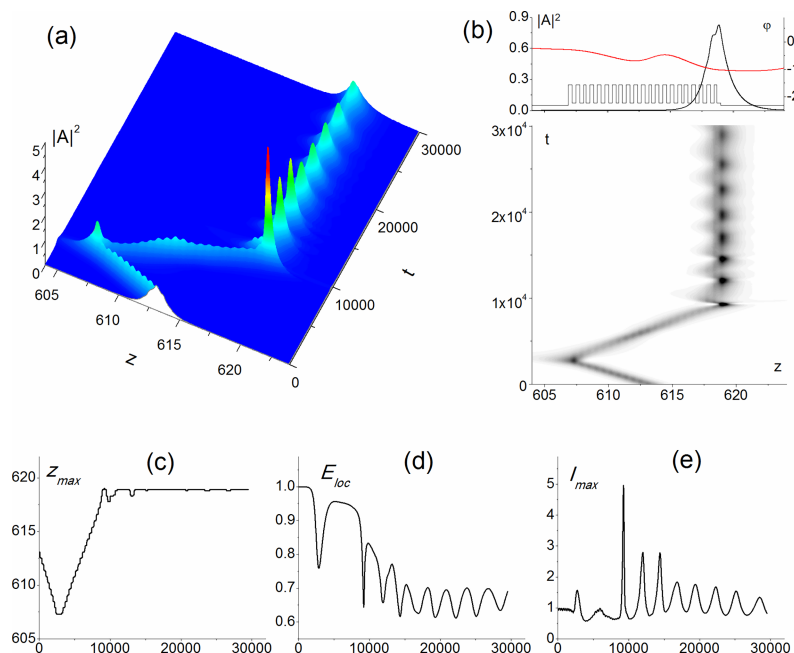 (a)
|A|²
5
4
3
2
1
0
605
610
615
620
z
0
10000
20000
30000
t
(b)
|A|²
φ
0.9
0.6
0.3
0.0
0
-1
-2
3x10⁴
t
2x10⁴
1x10⁴
0
z
605
610
615
620
(c)
z_max
620
615
610
605
0
10000
20000
30000
(d)
E_loc
1.0
0.9
0.8
0.7
0.6
0
10000
20000
30000
(e)
I_max
5
4
3
2
1
0
0
10000
20000
30000